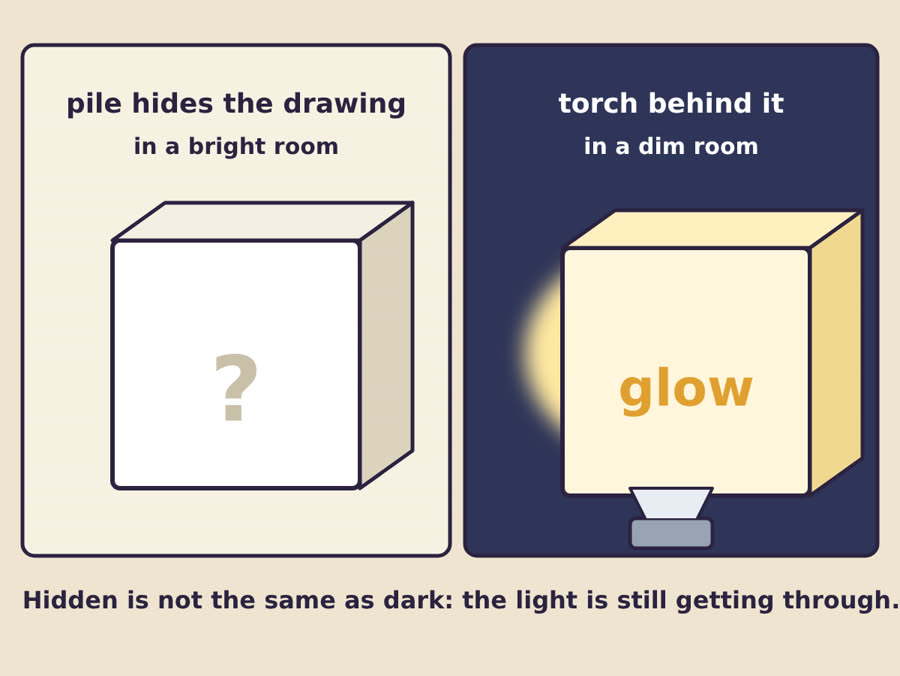 pile hides the drawing
in a bright room
?
torch behind it
in a dim room
glow
Hidden is not the same as dark: the light is still getting through.